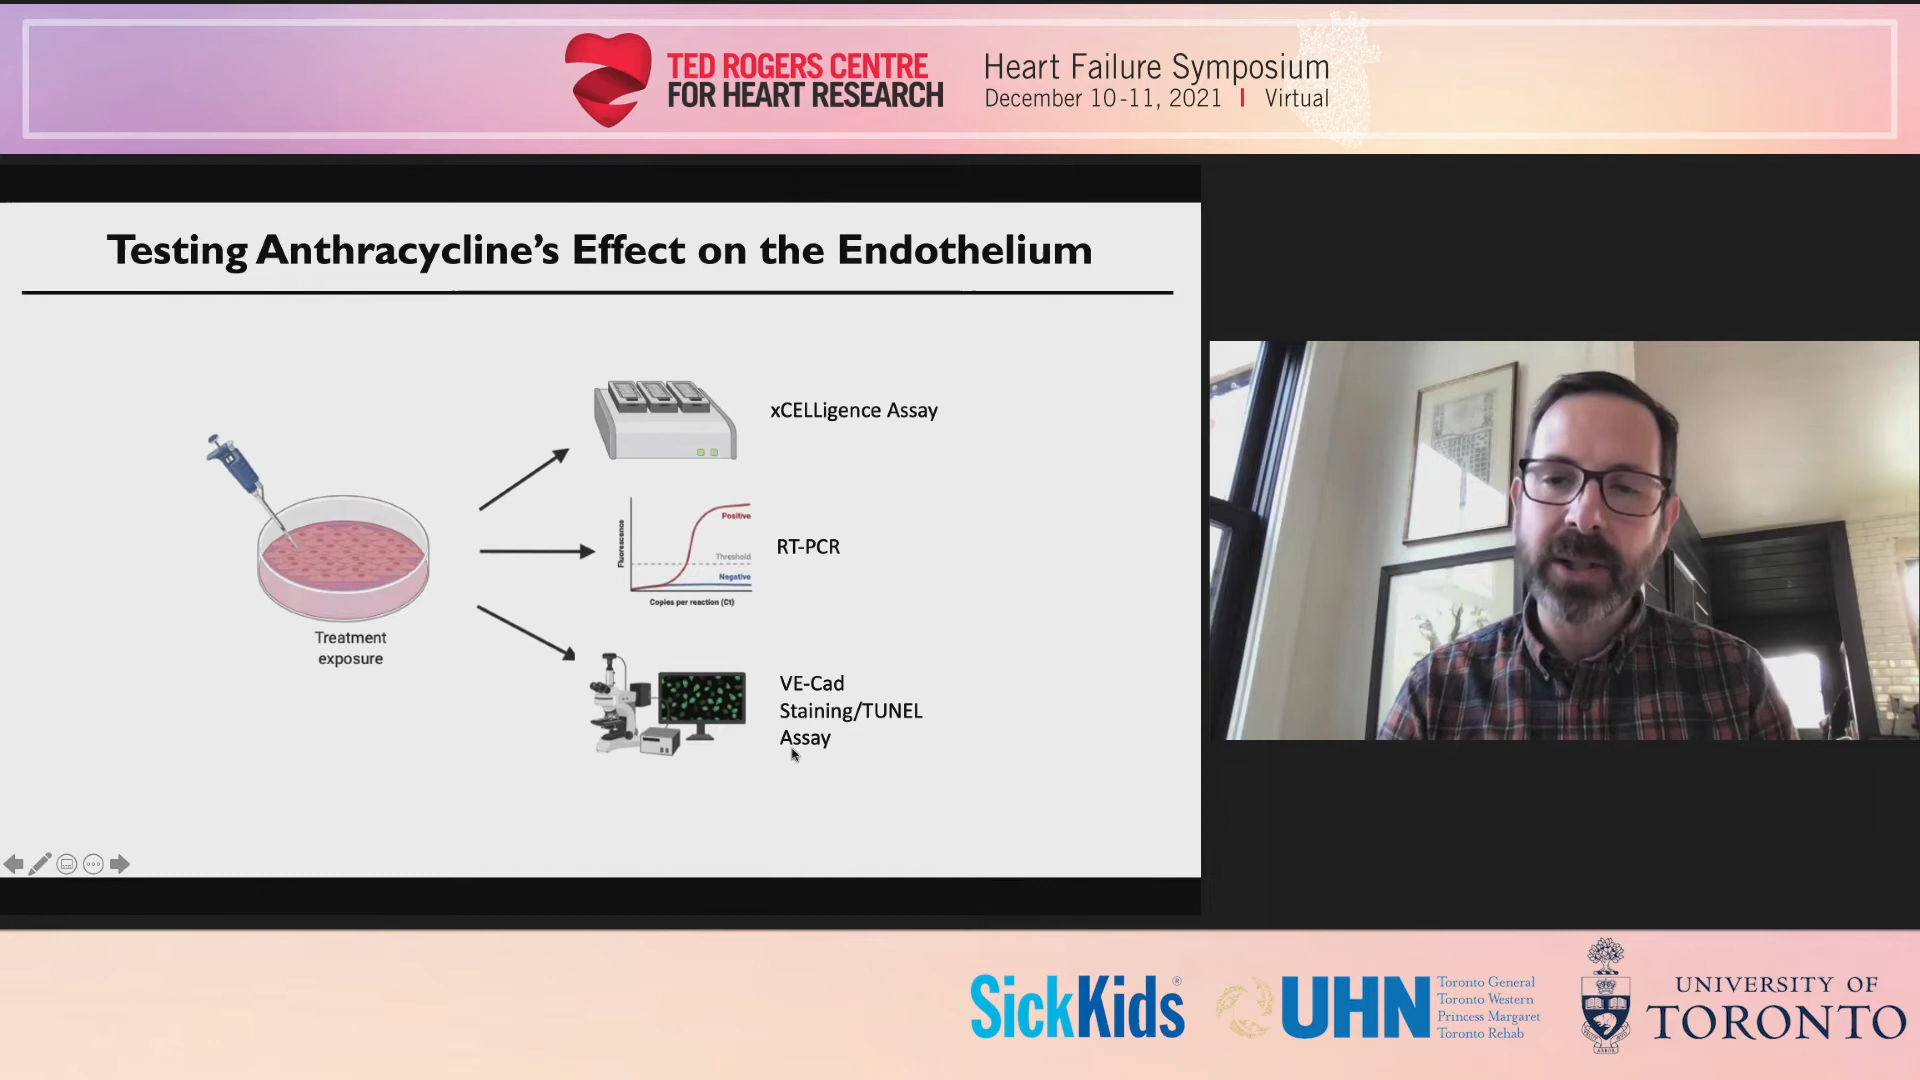 TED ROGERS CENTRE
FOR HEART RESEARCH
Heart Failure Symposium
December 10-11, 2021 | Virtual
Testing Anthracycline's Effect on the Endothelium
xCELLigence Assay
Fluorescence
Positive
Threshold
Negative
Copies per reaction (Ct)
RT-PCR
Treatment
exposure
VE-Cad
Staining/TUNEL
Assay
SickKids®
UHN
Toronto General
Toronto Western
Princess Margaret
Toronto Rehab
UNIVERSITY OF
TORONTO